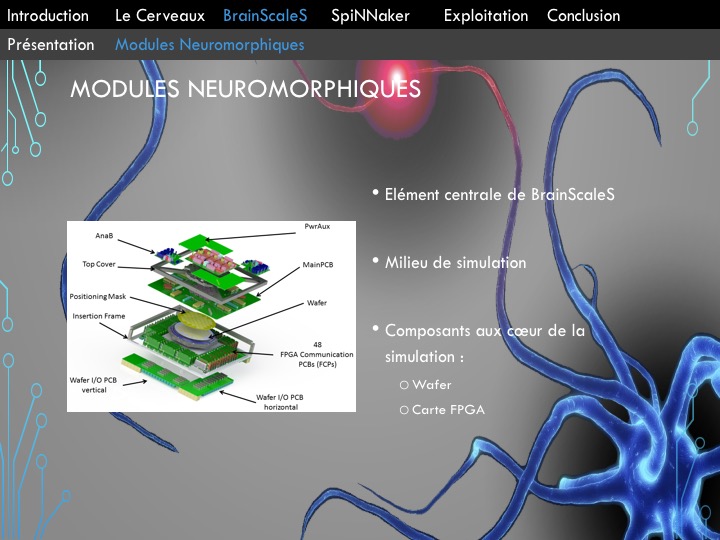 Introduction Le Cerveaux BrainScaleS SpiNNaker Exploitation Conclusion
Présentation Modules Neuromorphiques
MODULES NEUROMORPHIQUES
• Elément centrale de BrainScaleS
• Milieu de simulation
• Composants aux cœur de la
simulation :
○ Wafer
○ Carte FPGA
PwrAux
AnaB
Top Cover
MainPCB
Positioning Mask
Wafer
Insertion Frame
48
FPGA Communication
PCBs (FCPs)
Wafer I/O PCB
vertical
Wafer I/O PCB
horizontal